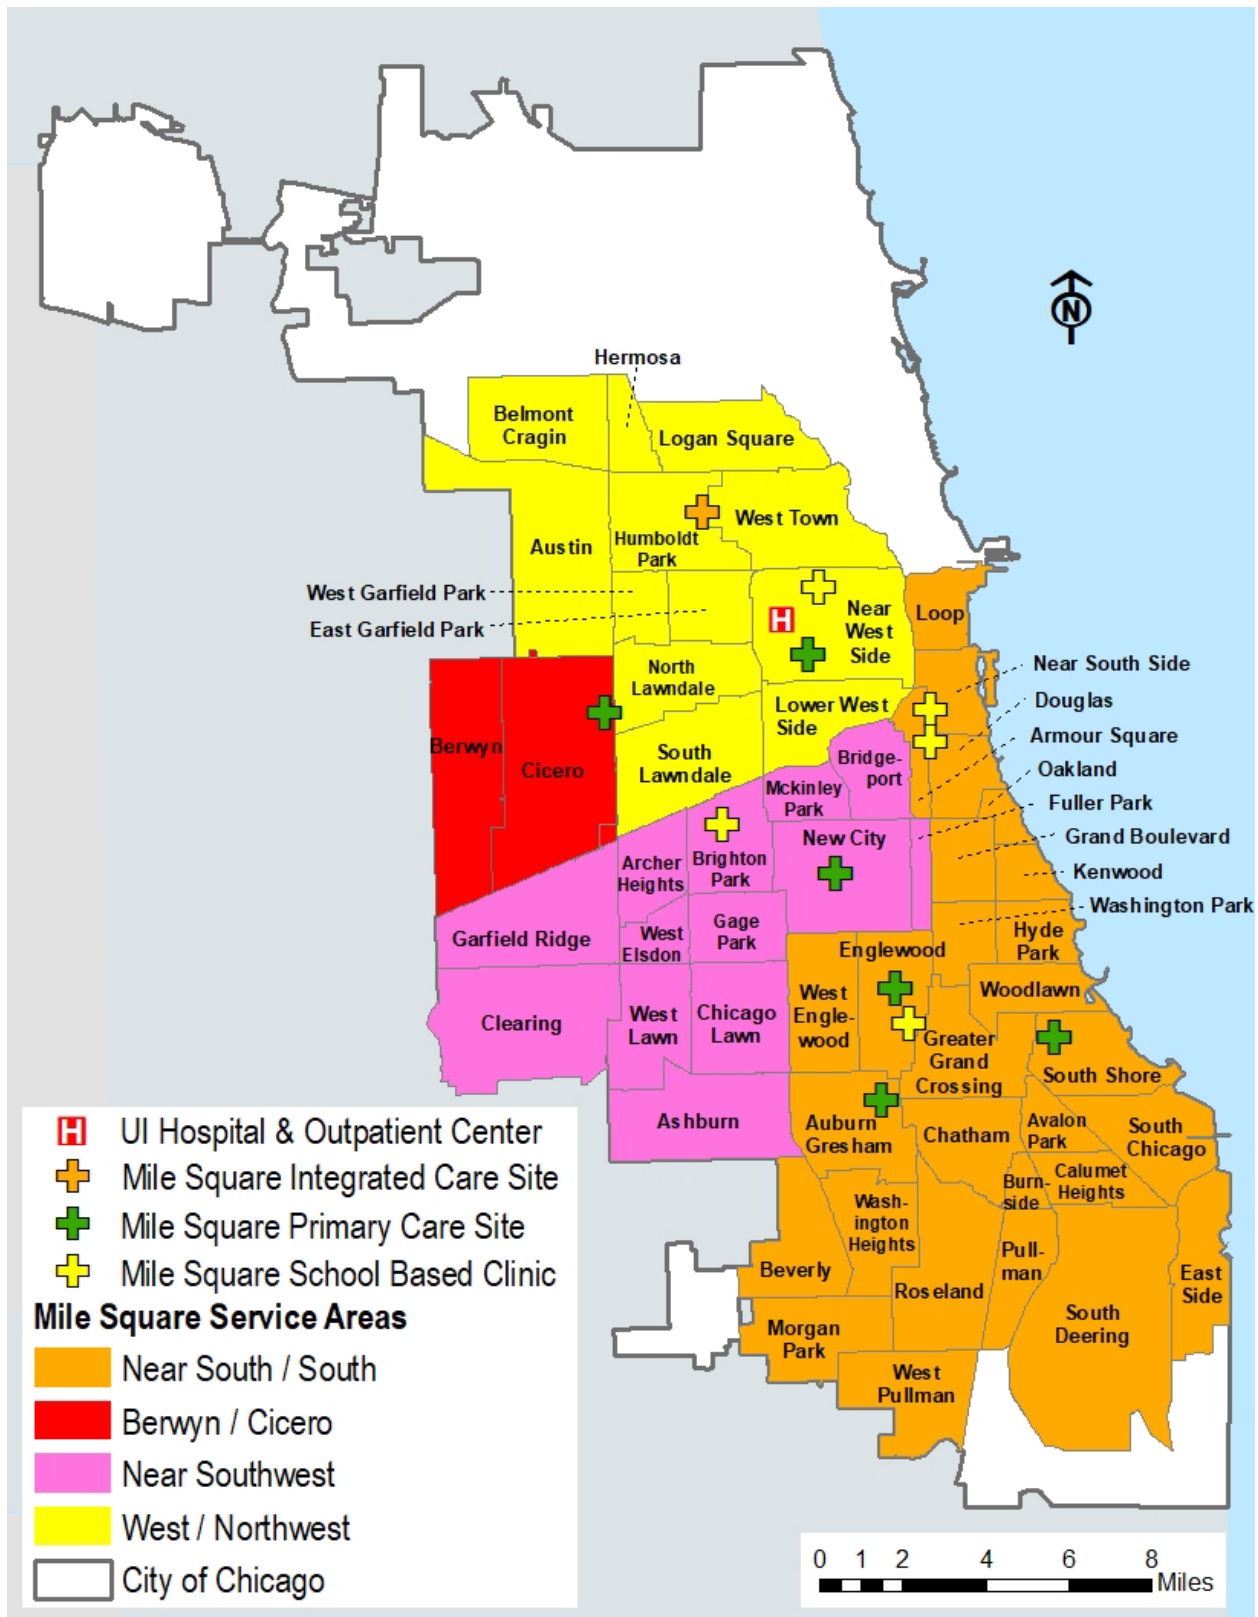 Hermosa
Belmont
Cragin
Logan Square
West Town
Humboldt
Park
Austin
West Garfield Park
East Garfield Park
H
Near
West
Side
Loop
North
Lawndale
Near South Side
Lower West
Side
Douglas
Armour Square
Berwyn
Cicero
South
Lawndale
Bridge-
port
Oakland
Mckinley
Park
Fuller Park
New City
Grand Boulevard
Archer
Heights
Brighton
Park
Kenwood
Washington Park
Garfield Ridge
West
Elsdon
Gage
Park
Englewood
Hyde
Park
West
Engle-
wood
Woodlawn
Clearing
West
Lawn
Chicago
Lawn
Greater
Grand
Crossing
South Shore
Ashburn
Auburn
Gresham
Chatham
Avalon
Park
South
Chicago
Burn-
side
Calumet
Heights
Wash-
ington
Heights
Pull-
man
Beverly
Roseland
East
Side
South
Deering
Morgan
Park
West
Pullman
N
H UI Hospital & Outpatient Center
Mile Square Integrated Care Site
Mile Square Primary Care Site
Mile Square School Based Clinic
Mile Square Service Areas
Near South / South
Berwyn / Cicero
Near Southwest
West / Northwest
City of Chicago
0 1 2 4 6 8
Miles